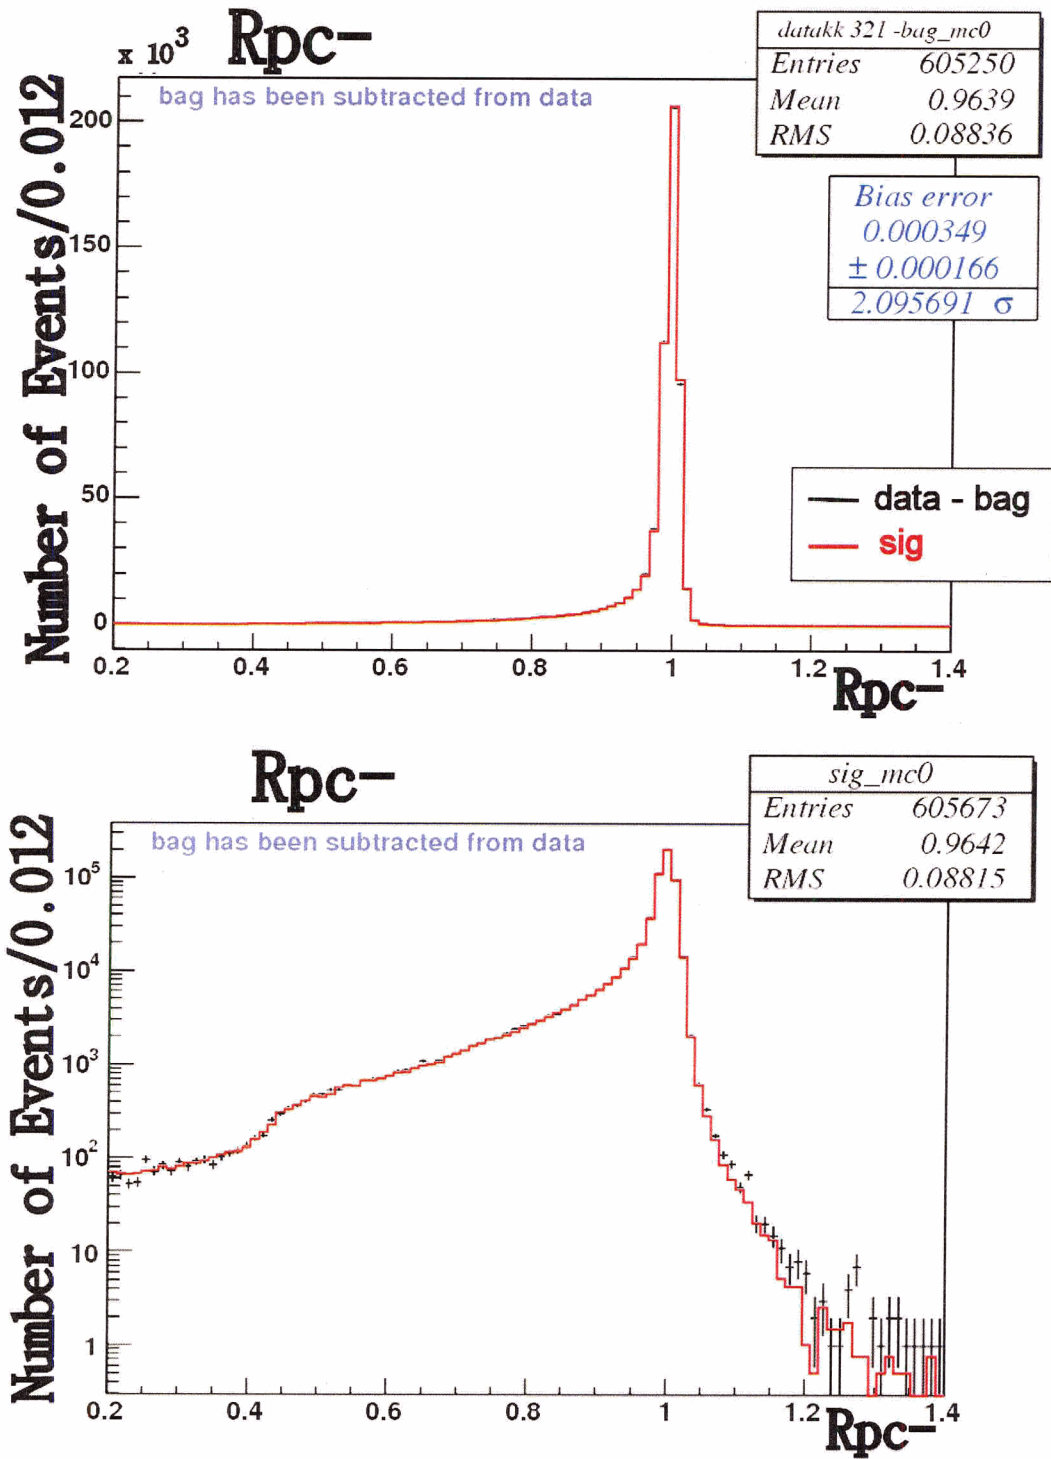 Rpc−
x 10³
bag has been subtracted from data
datakk 321 -bag_mc0
Entries 605250
Mean 0.9639
RMS 0.08836
Bias error
0.000349
± 0.000166
2.095691 σ
Number of Events/0.012
200
150
100
50
0
data - bag
sig
0.2 0.4 0.6 0.8 1 1.2 1.4
Rpc−
Rpc−
bag has been subtracted from data
sig_mc0
Entries 605673
Mean 0.9642
RMS 0.08815
Number of Events/0.012
10⁵
10⁴
10³
10²
10
1
0.2 0.4 0.6 0.8 1 1.2 1.4
Rpc−